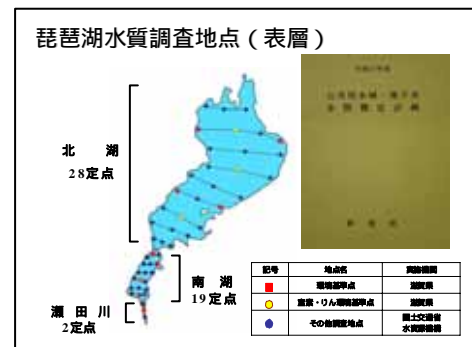 琵琶湖水質調査地点（表層）
北　湖
28定点
南　湖
19定点
瀬田川
2定点
記号 地点名 実施機関
環境基準点 滋賀県
窒素・りん環境基準点 滋賀県
その他調査地点 国土交通省
水資源機構